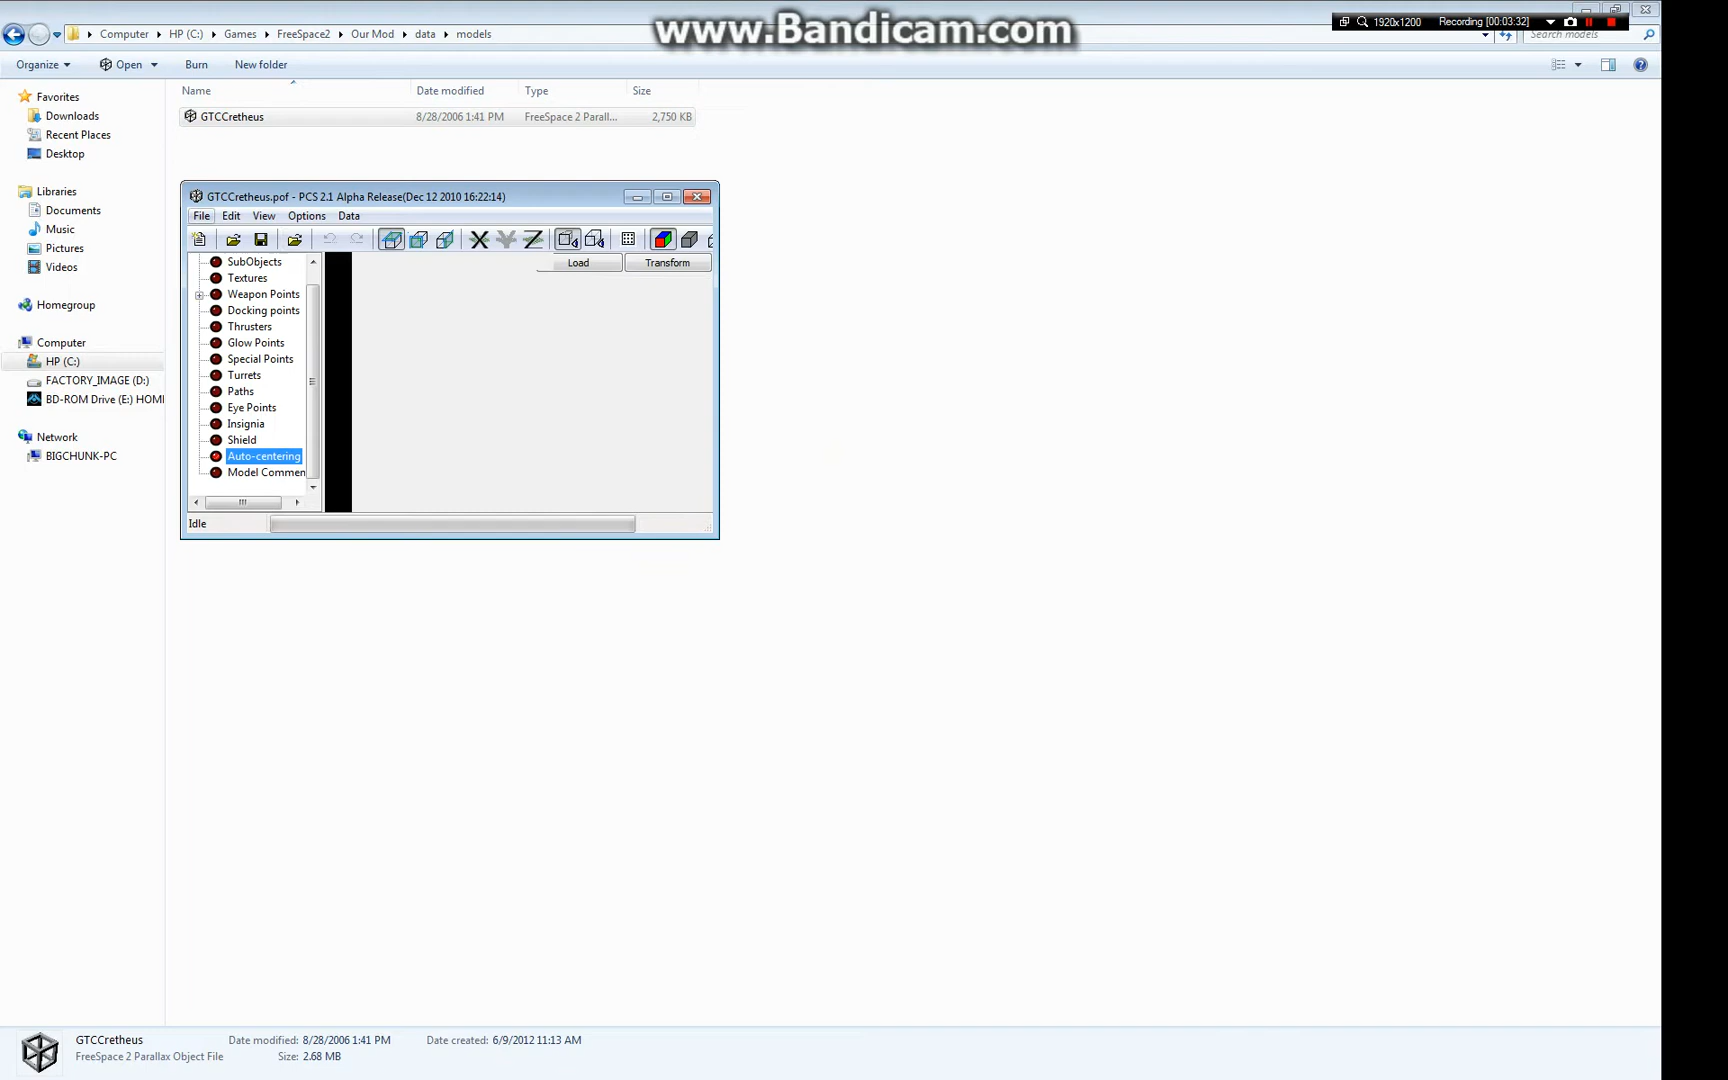 www.Bandicam.com
1920x1200 Recording [00:03:32]
Computer HP (C:) Games FreeSpace2 Our Mod data models
Search models
Organize Open Burn New folder
Name Date modified Type Size
GTCCretheus 8/28/2006 1:41 PM FreeSpace 2 Parall... 2,750 KB
Favorites
Downloads
Recent Places
Desktop
Libraries
Documents
Music
Pictures
Videos
Homegroup
Computer
HP (C:)
FACTORY_IMAGE (D:)
BD-ROM Drive (E:) HOM
Network
BIGCHUNK-PC
GTCCretheus.pof - PCS 2.1 Alpha Release(Dec 12 2010 16:22:14)
File Edit View Options Data
Load Transform
SubObjects
Textures
Weapon Points
Docking points
Thrusters
Glow Points
Special Points
Turrets
Paths
Eye Points
Insignia
Shield
Auto-centering
Model Commen
Idle
GTCCretheus Date modified: 8/28/2006 1:41 PM Date created: 6/9/2012 11:13 AM
FreeSpace 2 Parallax Object File Size: 2.68 MB